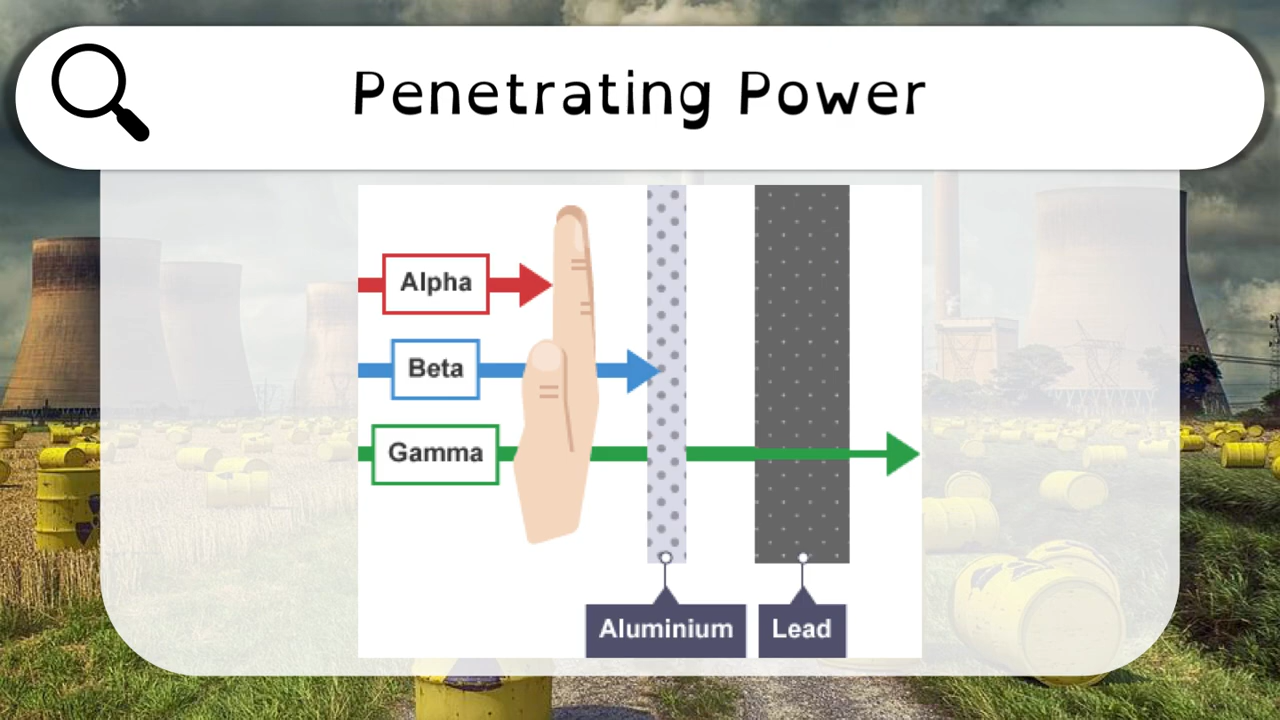 Penetrating Power
Alpha
Beta
Gamma
Aluminium
Lead